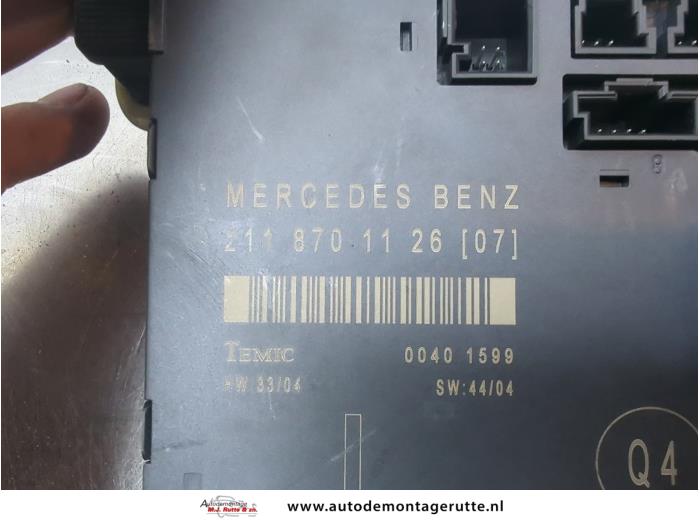 8
MERCEDES BENZ
211 870 11 26 [07]
TEMIC 0040 1599
HW 33/04 SW:44/04
Q4
Autodemontage
M.J. Rutte & zn.
www.autodemontagerutte.nl